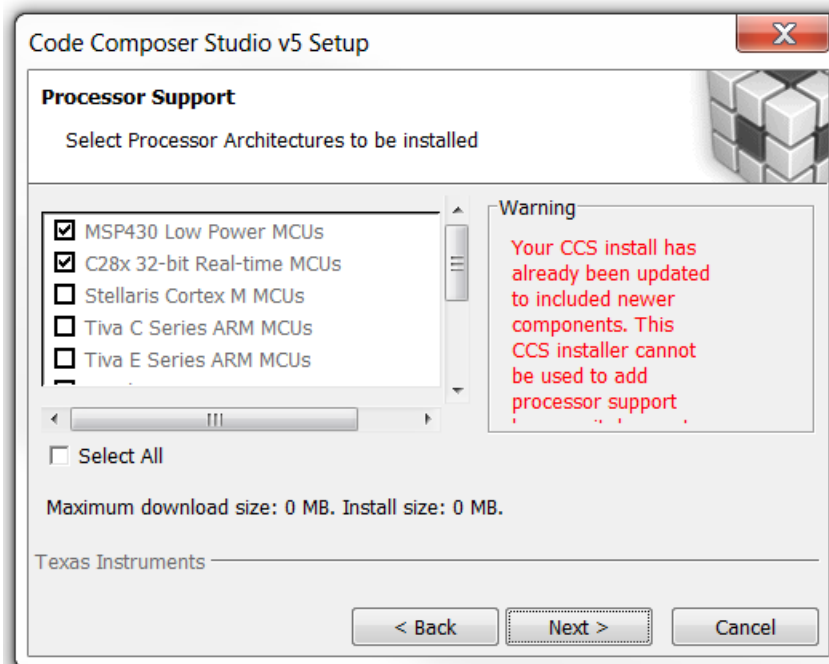 Code Composer Studio v5 Setup
Processor Support
Select Processor Architectures to be installed
MSP430 Low Power MCUs
C28x 32-bit Real-time MCUs
Stellaris Cortex M MCUs
Tiva C Series ARM MCUs
Tiva E Series ARM MCUs
Select All
Warning
Your CCS install has
already been updated
to included newer
components. This
CCS installer cannot
be used to add
processor support
Maximum download size: 0 MB. Install size: 0 MB.
Texas Instruments
< Back
Next >
Cancel